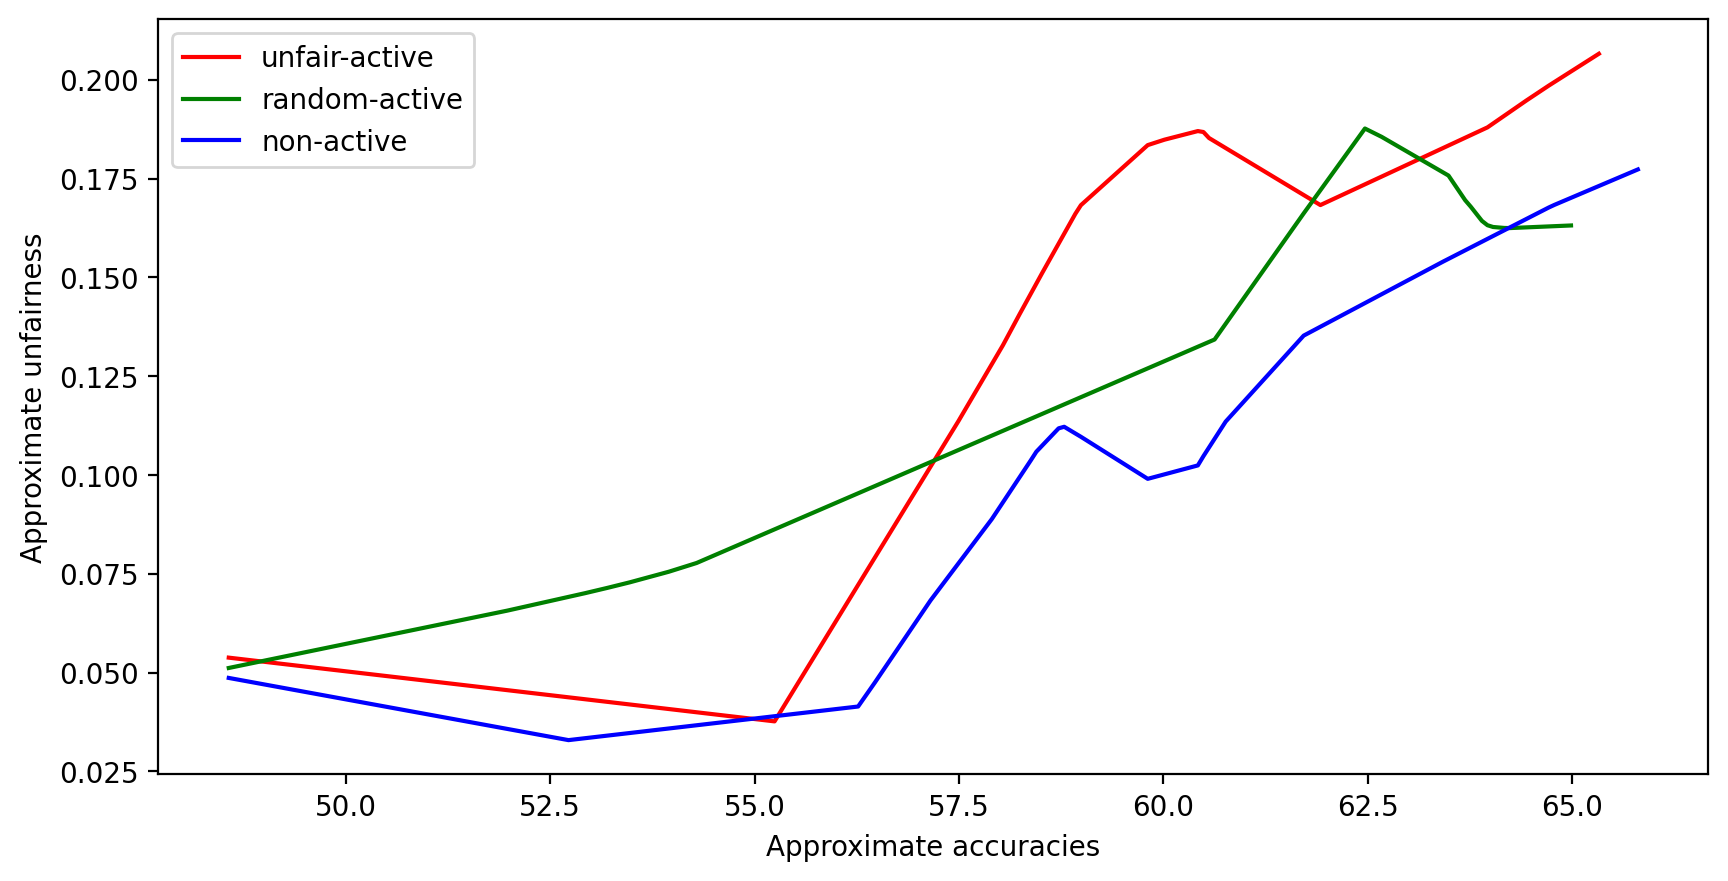 unfair-active
random-active
non-active
Approximate unfairness
0.200
0.175
0.150
0.125
0.100
0.075
0.050
0.025
50.0 52.5 55.0 57.5 60.0 62.5 65.0
Approximate accuracies